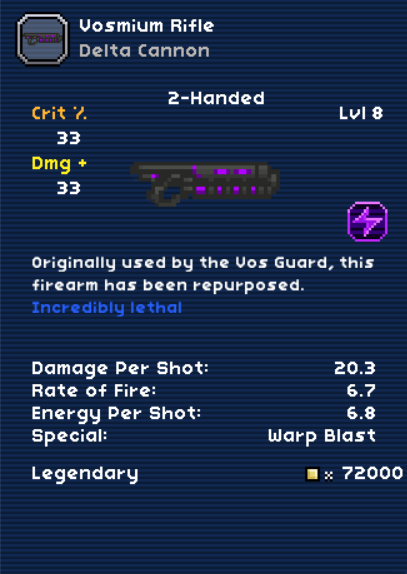 Vosmium Rifle
Delta Cannon
2-Handed
Crit %
Lvl 8
33
Dmg +
33
Originally used by the Vos Guard, this
firearm has been repurposed.
Incredibly lethal
Damage Per Shot: 20.3
Rate of Fire: 6.7
Energy Per Shot: 6.8
Special: Warp Blast
Legendary x 72000